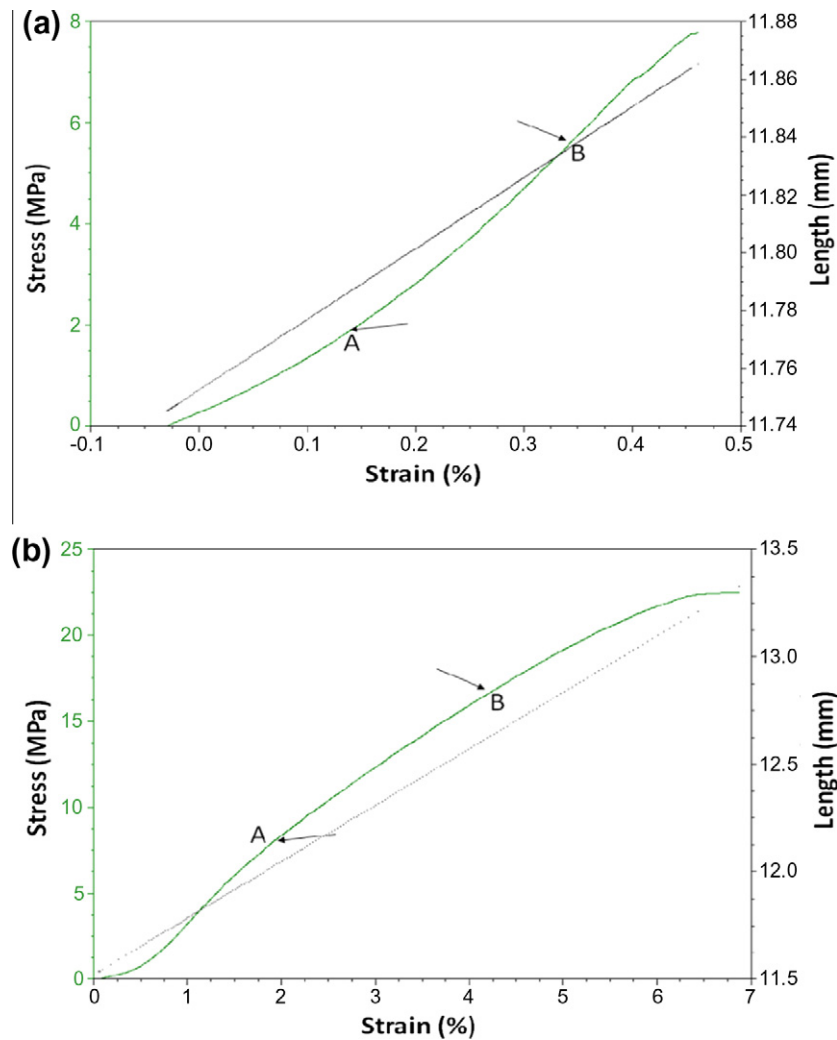 (a)
Stress (MPa)
8
6
4
2
0
11.88
11.86
11.84
11.82
11.80
11.78
11.76
11.74
Length (mm)
B
A
-0.1 0.0 0.1 0.2 0.3 0.4 0.5
Strain (%)
(b)
Stress (MPa)
25
20
15
10
5
0
13.5
13.0
12.5
12.0
11.5
Length (mm)
B
A
0 1 2 3 4 5 6 7
Strain (%)